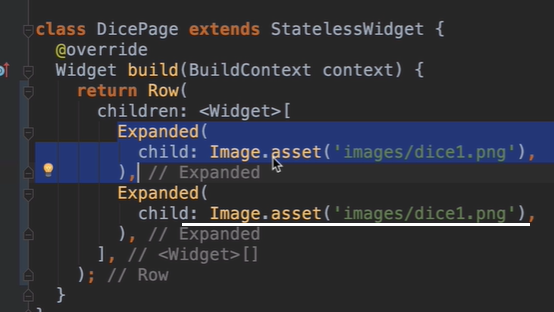 class DicePage extends StatelessWidget {
@override
Widget build(BuildContext context) {
return Row(
children: <Widget>[
Expanded(
child: Image.asset('images/dice1.png'),
), // Expanded
Expanded(
child: Image.asset('images/dice1.png'),
), // Expanded
], // <Widget>[]
); // Row
}
}